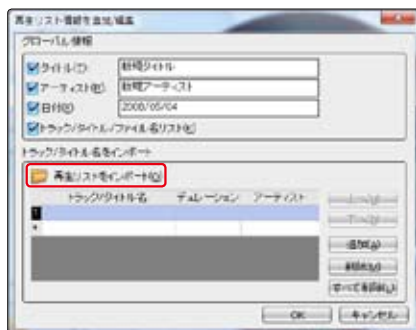 再生リスト情報を追加/編集
グローバル情報
タイトル(T): 新規タイトル
アーティスト(E): 新規アーティスト
日付(D) 2008/05/04
トラック/タイトル/ファイル名リスト(K)
トラック/タイトル名をインポート
再生リストをインポート(Q)
トラック/タイトル名 デュレーション アーティスト
1
*
追加(A)
削除(M)
すべて削除(L)
OK キャンセル